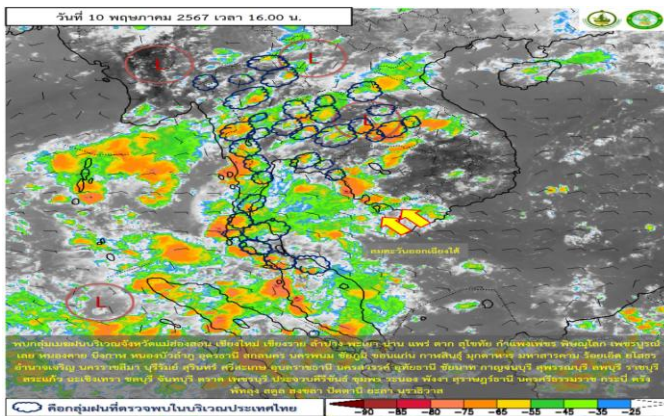 วันที่ 10 พฤษภาคม 2567 เวลา 16.00 น.
L
L
L
ลมตะวันออกเฉียงใต้
L
พบกลุ่มเมฆฝนบริเวณจังหวัดแม่ฮ่องสอน เชียงใหม่ เชียงราย ลำปาง พะเยา น่าน แพร่ ตาก สุโขทัย กำแพงเพชร พิษณุโลก เพชรบูรณ์
เลย หนองคาย บึงกาฬ หนองบัวลำภู อุดรธานี สกลนคร นครพนม ชัยภูมิ ขอนแก่น กาฬสินธุ์ มุกดาหาร มหาสารคาม ร้อยเอ็ด ยโสธร
อำนาจเจริญ นครราชสีมา บุรีรัมย์ สุรินทร์ ศรีสะเกษ อุบลราชธานี นครสวรรค์ อุทัยธานี ชัยนาท กาญจนบุรี สุพรรณบุรี ลพบุรี ราชบุรี
สระแก้ว ฉะเชิงเทรา ชลบุรี จันทบุรี ตราด เพชรบุรี ประจวบคีรีขันธ์ ชุมพร ระนอง พังงา สุราษฎร์ธานี นครศรีธรรมราช กระบี่ ตรัง
พัทลุง สตูล สงขลา ปัตตานี ยะลา นราธิวาส
คือกลุ่มฝนที่ตรวจพบในบริเวณประเทศไทย
-90 -85 -80 -75 -65 -55 -45 -35 -25